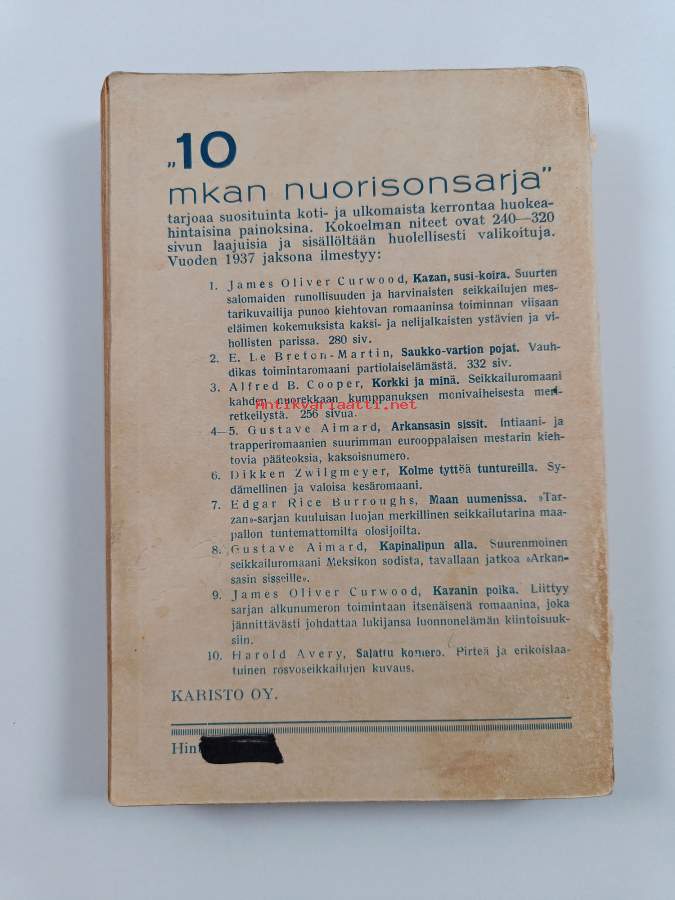 „10
mkan nuorisonsarja”
tarjoaa suosituinta koti- ja ulkomaista kerrontaa huokea-
hintaisina painoksina. Kokoelman niteet ovat 240—320
sivun laajuisia ja sisällöltään huolellisesti valikoituja.
Vuoden 1937 jaksona ilmestyy:
1. James Oliver Curwood, Kazan, susi-koira. Suurten
salomaiden runollisuuden ja harvinaisten seikkailujen mes-
tarikuvailija punoo kiehtovan romaaninsa toiminnan viisaan
eläimen kokemuksista kaksi- ja nelijalkaisten ystävien ja vi-
hollisten parissa. 280 siv.
2. E. Le Breton-Martin, Saukko-vartion pojat. Vauh-
dikas toimintaromaani partiolaiselämästä. 332 siv.
3. Alfred B. Cooper, Korkki ja minä. Seikkailuromaani
kahden nuorekkaan kumppanuksen monivaiheisesta meri-
Antikvariaatti.net
retkeilystä. 256 sivua.
4—5. Gustave Aimard, Arkansasin sissit. Intiaani- ja
trapperiromaanien suurimman eurooppalaisen mestarin kieh-
tovia pääteoksia, kaksoisnumero.
6. Dikken Zwilgmeyer, Kolme tyttöä tuntureilla. Sy-
dämellinen ja valoisa kesäromaani.
7. Edgar Rice Burroughs, Maan uumenissa. »Tar-
zan»-sarjan kuuluisan luojan merkillinen seikkailutarina maa-
pallon tuntemattomilta olosijoilta.
8. Gustave Aimard, Kapinalipun alla. Suurenmoinen
seikkailuromaani Meksikon sodista, tavallaan jatkoa »Arkan-
sasin sisseille».
9. James Oliver Curwood, Kazanin poika. Liittyy
sarjan alkunumeron toimintaan itsenäisenä romaanina, joka
jännittävästi johdattaa lukijansa luonnonelämän kiintoisuuk-
siin.
10. Harold Avery, Salattu komero. Pirteä ja erikoislaa-
tuinen rosvoseikkailujen kuvaus.
KARISTO OY.